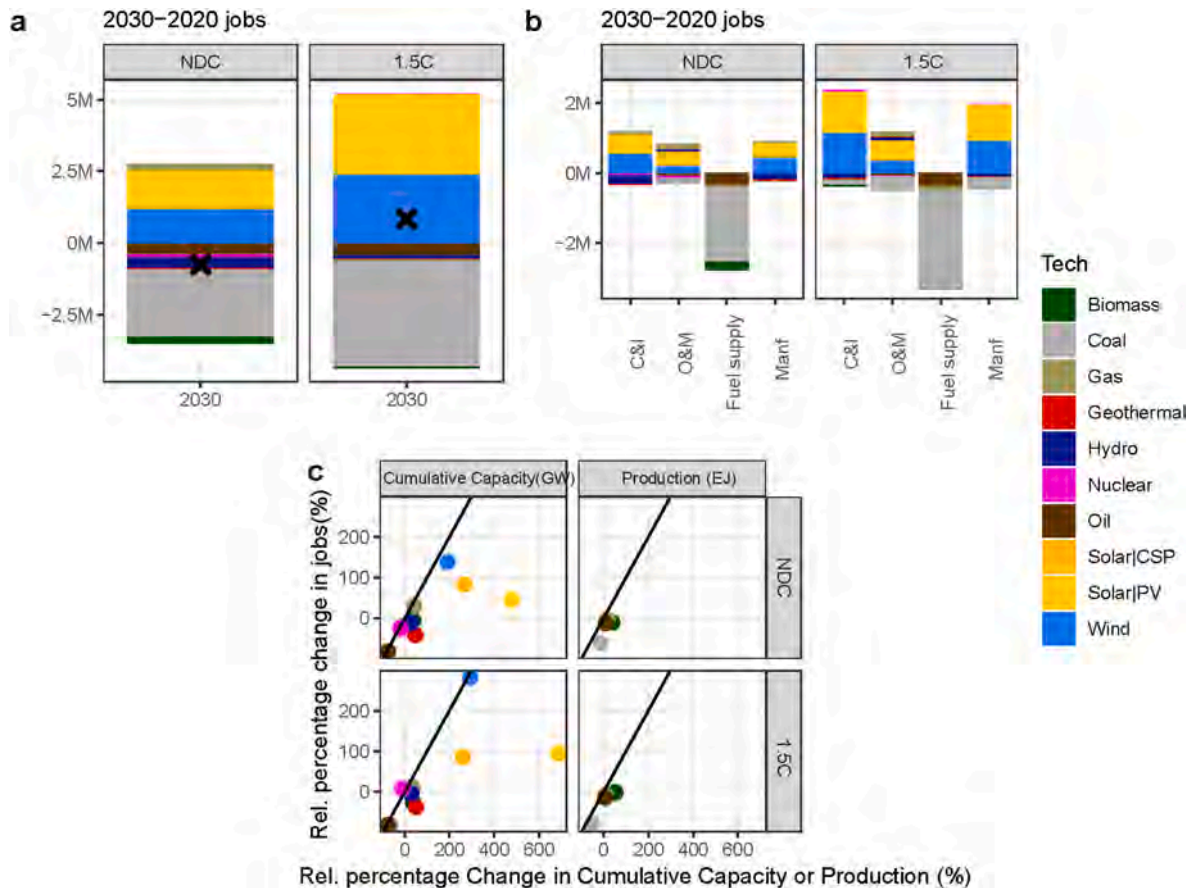 a
2030−2020 jobs
NDC
1.5C
5M
2.5M
0M
−2.5M
2030
2030
b
2030−2020 jobs
NDC
1.5C
2M
0M
−2M
C&I
O&M
Fuel supply
Manf
C&I
O&M
Fuel supply
Manf
Tech
Biomass
Coal
Gas
Geothermal
Hydro
Nuclear
Oil
Solar|CSP
Solar|PV
Wind
c
Cumulative Capacity(GW)
Production (EJ)
Rel. percentage change in jobs(%)
200
100
0
NDC
200
100
0
1.5C
0
200
400
600
0
200
400
600
Rel. percentage Change in Cumulative Capacity or Production (%)